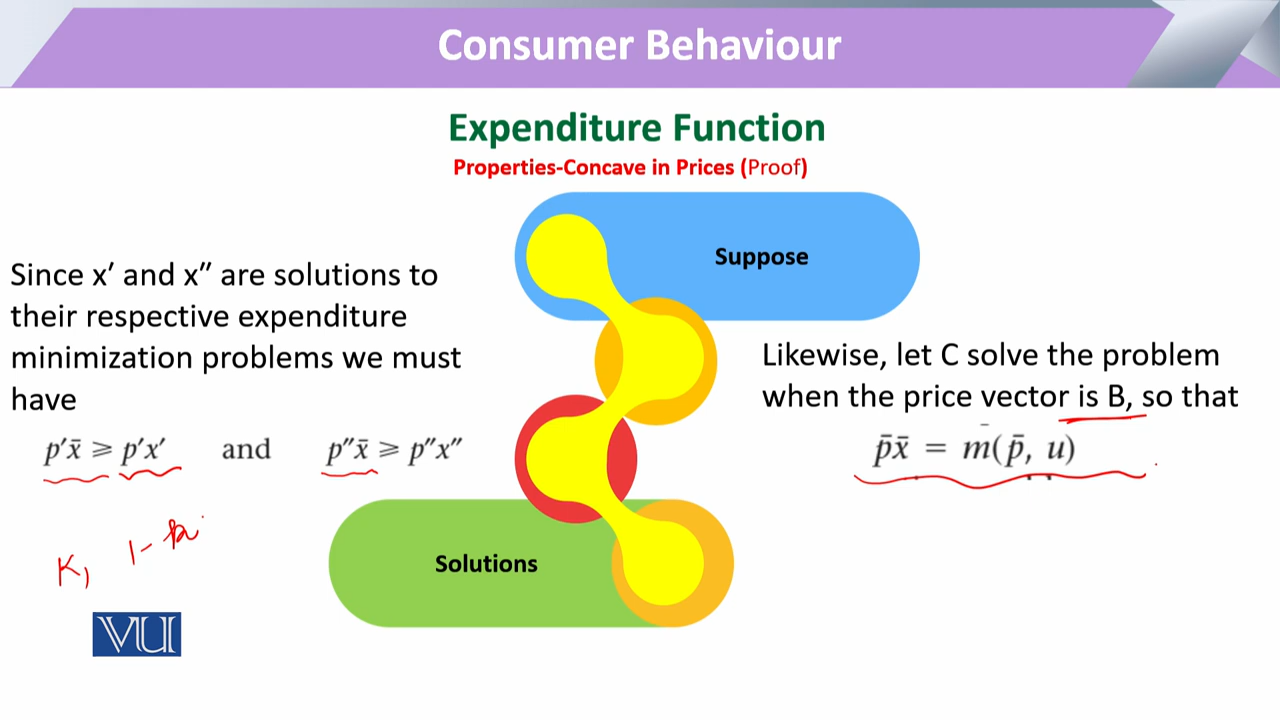 Consumer Behaviour
Expenditure Function
Properties-Concave in Prices (Proof)
Suppose
Since x′ and x″ are solutions to
their respective expenditure
minimization problems we must
have
p′x̄ ⩾ p′x′ and p″x̄ ⩾ p″x″
K, 1-k
Likewise, let C solve the problem
when the price vector is B, so that
p̄x̄ = m̄(p̄, u)
Solutions
VU